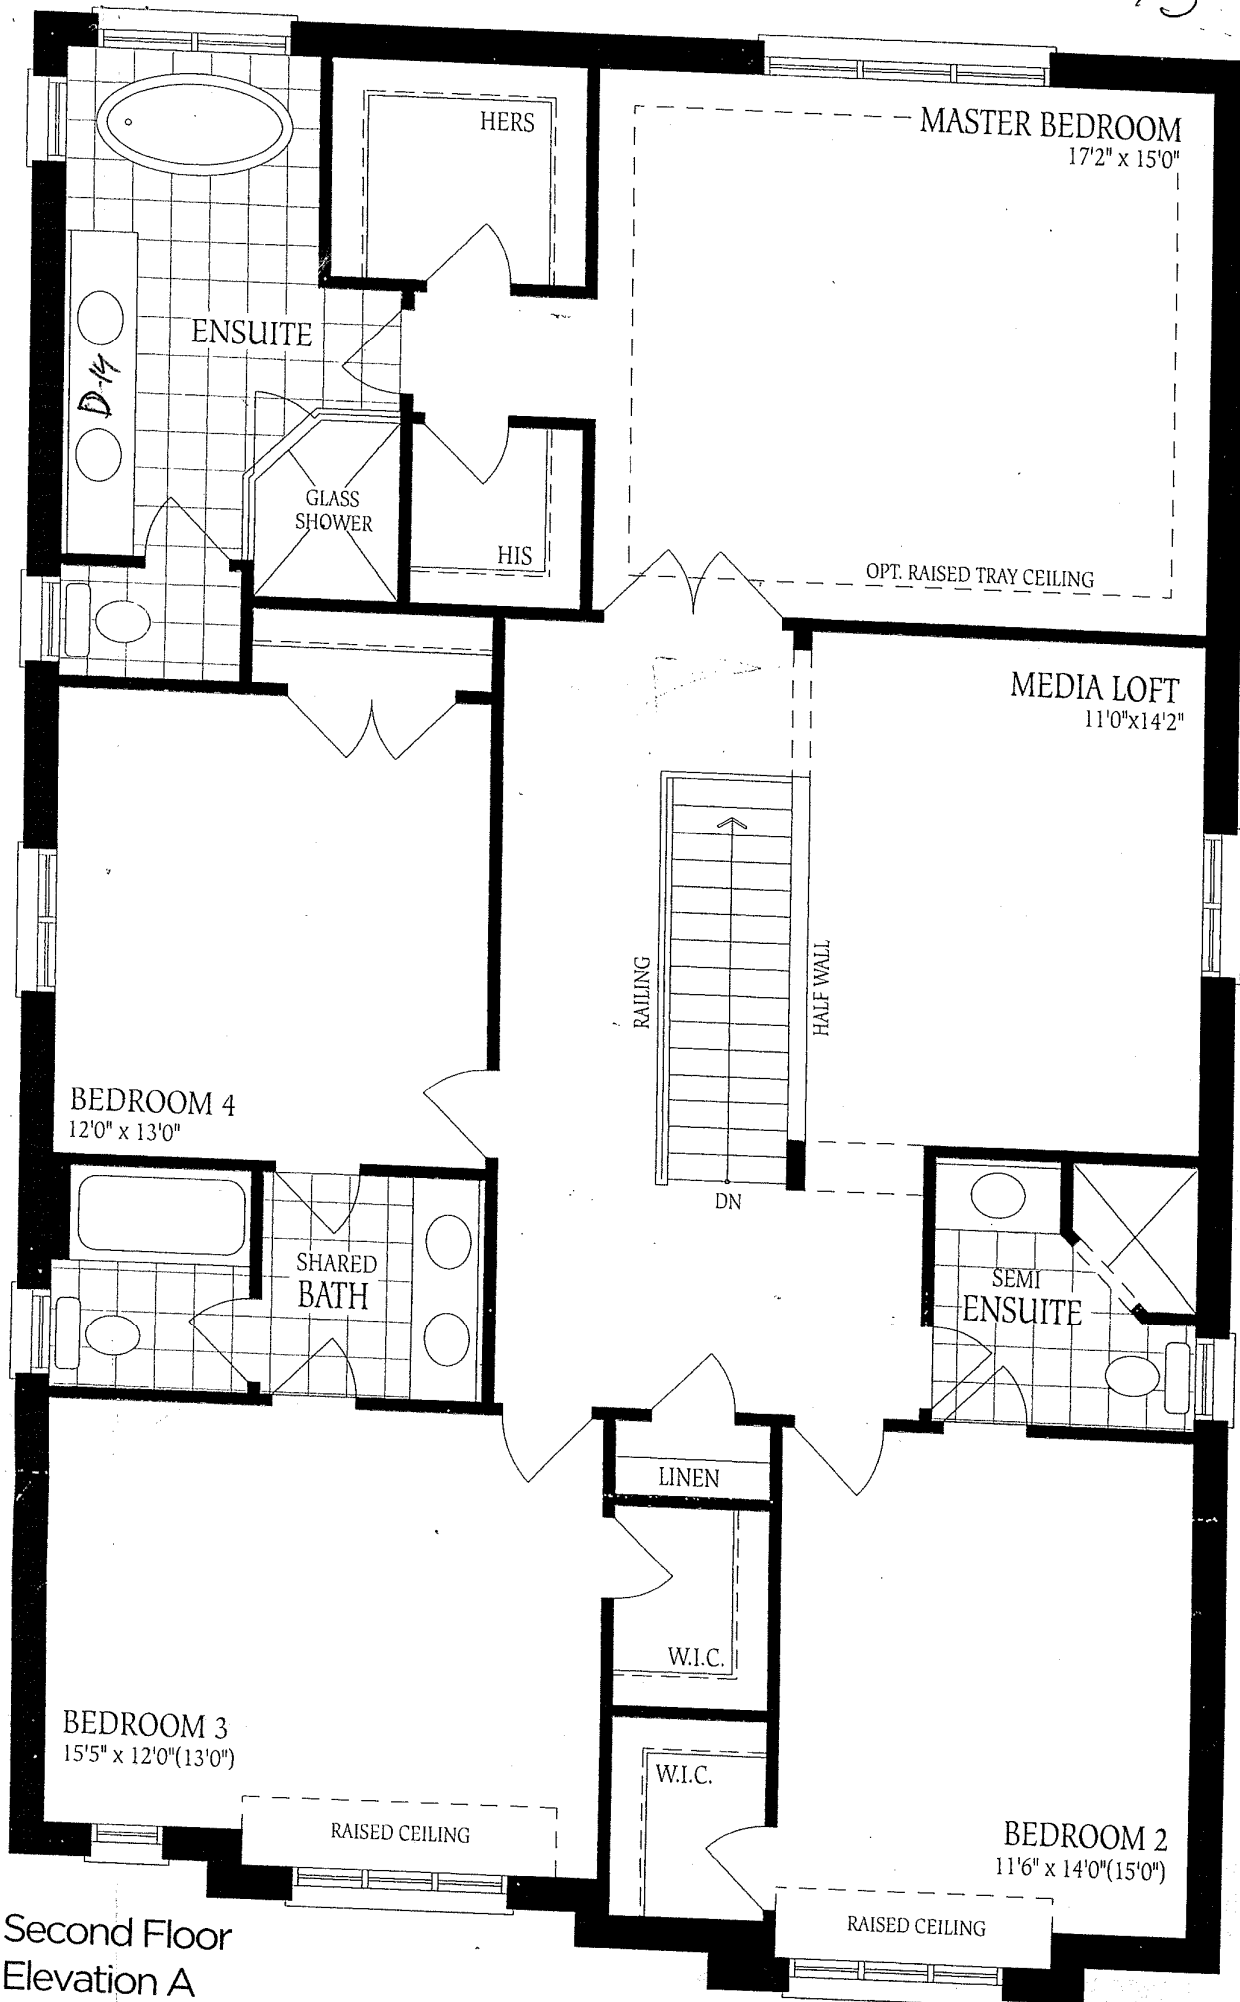 HERS
MASTER BEDROOM
17'2" x 15'0"
ENSUITE
D-14
GLASS
SHOWER
HIS
OPT. RAISED TRAY CEILING
MEDIA LOFT
11'0"x14'2"
RAILING
HALF WALL
BEDROOM 4
12'0" x 13'0"
DN
SHARED
BATH
SEMI
ENSUITE
LINEN
W.I.C.
BEDROOM 3
15'5" x 12'0"(13'0")
W.I.C.
RAISED CEILING
BEDROOM 2
11'6" x 14'0"(15'0")
RAISED CEILING
Second Floor
Elevation A